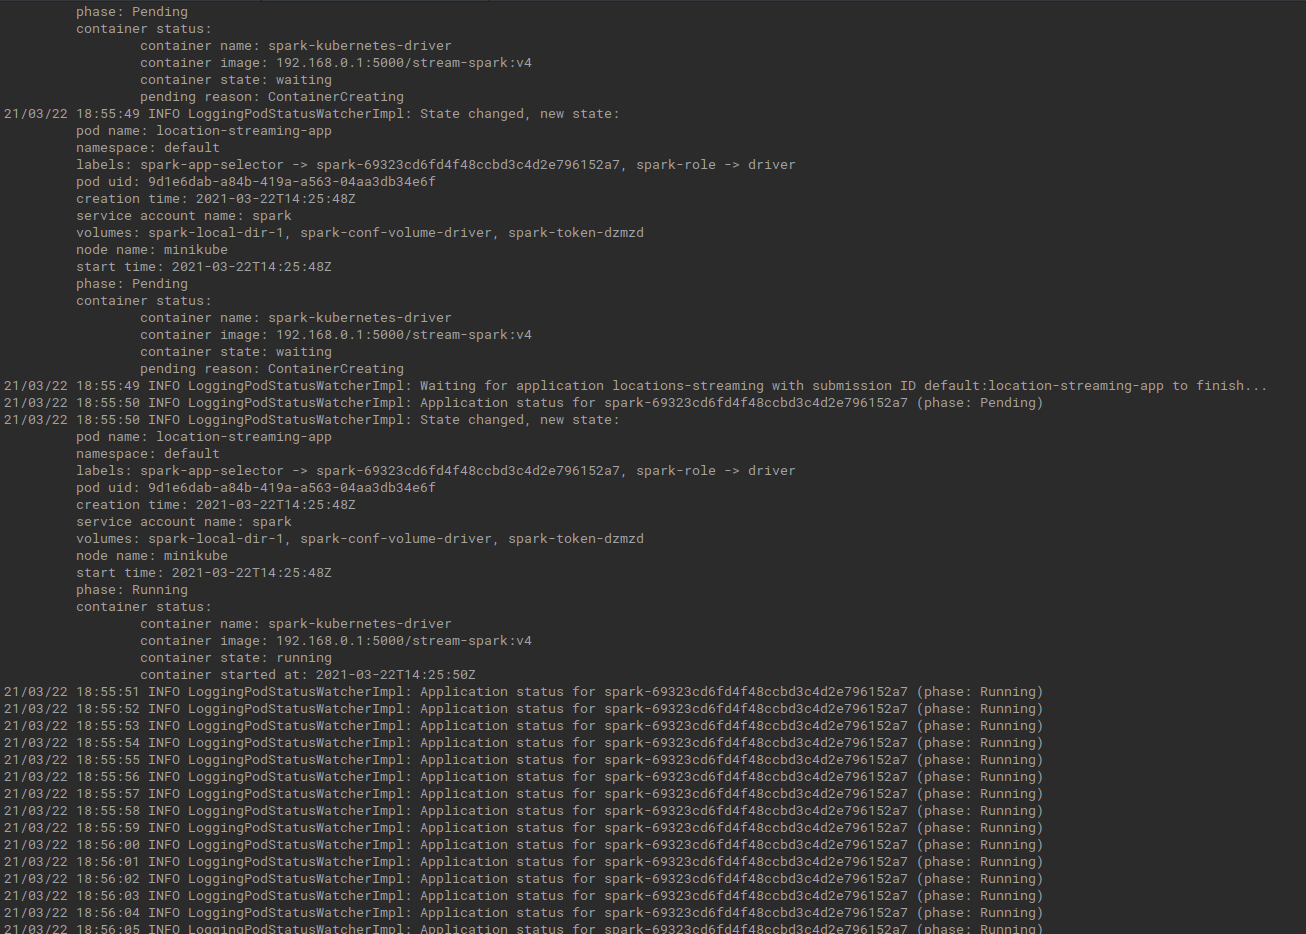 phase: Pending
container status:
container name: spark-kubernetes-driver
container image: 192.168.0.1:5000/stream-spark:v4
container state: waiting
pending reason: ContainerCreating
21/03/22 18:55:49 INFO LoggingPodStatusWatcherImpl: State changed, new state:
pod name: location-streaming-app
namespace: default
labels: spark-app-selector -> spark-69323cd6fd4f48ccbd3c4d2e796152a7, spark-role -> driver
pod uid: 9d1e6dab-a84b-419a-a563-04aa3db34e6f
creation time: 2021-03-22T14:25:48Z
service account name: spark
volumes: spark-local-dir-1, spark-conf-volume-driver, spark-token-dzmzd
node name: minikube
start time: 2021-03-22T14:25:48Z
phase: Pending
container status:
container name: spark-kubernetes-driver
container image: 192.168.0.1:5000/stream-spark:v4
container state: waiting
pending reason: ContainerCreating
21/03/22 18:55:49 INFO LoggingPodStatusWatcherImpl: Waiting for application locations-streaming with submission ID default:location-streaming-app to finish...
21/03/22 18:55:50 INFO LoggingPodStatusWatcherImpl: Application status for spark-69323cd6fd4f48ccbd3c4d2e796152a7 (phase: Pending)
21/03/22 18:55:50 INFO LoggingPodStatusWatcherImpl: State changed, new state:
pod name: location-streaming-app
namespace: default
labels: spark-app-selector -> spark-69323cd6fd4f48ccbd3c4d2e796152a7, spark-role -> driver
pod uid: 9d1e6dab-a84b-419a-a563-04aa3db34e6f
creation time: 2021-03-22T14:25:48Z
service account name: spark
volumes: spark-local-dir-1, spark-conf-volume-driver, spark-token-dzmzd
node name: minikube
start time: 2021-03-22T14:25:48Z
phase: Running
container status:
container name: spark-kubernetes-driver
container image: 192.168.0.1:5000/stream-spark:v4
container state: running
container started at: 2021-03-22T14:25:50Z
21/03/22 18:55:51 INFO LoggingPodStatusWatcherImpl: Application status for spark-69323cd6fd4f48ccbd3c4d2e796152a7 (phase: Running)
21/03/22 18:55:52 INFO LoggingPodStatusWatcherImpl: Application status for spark-69323cd6fd4f48ccbd3c4d2e796152a7 (phase: Running)
21/03/22 18:55:53 INFO LoggingPodStatusWatcherImpl: Application status for spark-69323cd6fd4f48ccbd3c4d2e796152a7 (phase: Running)
21/03/22 18:55:54 INFO LoggingPodStatusWatcherImpl: Application status for spark-69323cd6fd4f48ccbd3c4d2e796152a7 (phase: Running)
21/03/22 18:55:55 INFO LoggingPodStatusWatcherImpl: Application status for spark-69323cd6fd4f48ccbd3c4d2e796152a7 (phase: Running)
21/03/22 18:55:56 INFO LoggingPodStatusWatcherImpl: Application status for spark-69323cd6fd4f48ccbd3c4d2e796152a7 (phase: Running)
21/03/22 18:55:57 INFO LoggingPodStatusWatcherImpl: Application status for spark-69323cd6fd4f48ccbd3c4d2e796152a7 (phase: Running)
21/03/22 18:55:58 INFO LoggingPodStatusWatcherImpl: Application status for spark-69323cd6fd4f48ccbd3c4d2e796152a7 (phase: Running)
21/03/22 18:55:59 INFO LoggingPodStatusWatcherImpl: Application status for spark-69323cd6fd4f48ccbd3c4d2e796152a7 (phase: Running)
21/03/22 18:56:00 INFO LoggingPodStatusWatcherImpl: Application status for spark-69323cd6fd4f48ccbd3c4d2e796152a7 (phase: Running)
21/03/22 18:56:01 INFO LoggingPodStatusWatcherImpl: Application status for spark-69323cd6fd4f48ccbd3c4d2e796152a7 (phase: Running)
21/03/22 18:56:02 INFO LoggingPodStatusWatcherImpl: Application status for spark-69323cd6fd4f48ccbd3c4d2e796152a7 (phase: Running)
21/03/22 18:56:03 INFO LoggingPodStatusWatcherImpl: Application status for spark-69323cd6fd4f48ccbd3c4d2e796152a7 (phase: Running)
21/03/22 18:56:04 INFO LoggingPodStatusWatcherImpl: Application status for spark-69323cd6fd4f48ccbd3c4d2e796152a7 (phase: Running)
21/03/22 18:56:05 INFO LoggingPodStatusWatcherImpl: Application status for spark-69323cd6fd4f48ccbd3c4d2e796152a7 (phase: Running)